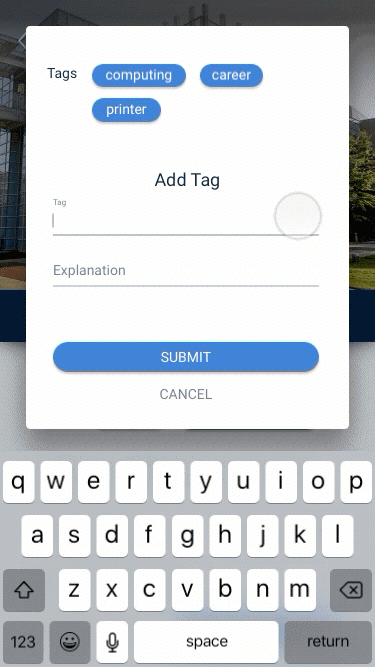 Tags computing career
printer
Add Tag
Tag
Explanation
SUBMIT
CANCEL
q w e r t y u i o p
a s d f g h j k l
z x c v b n m
123 space return